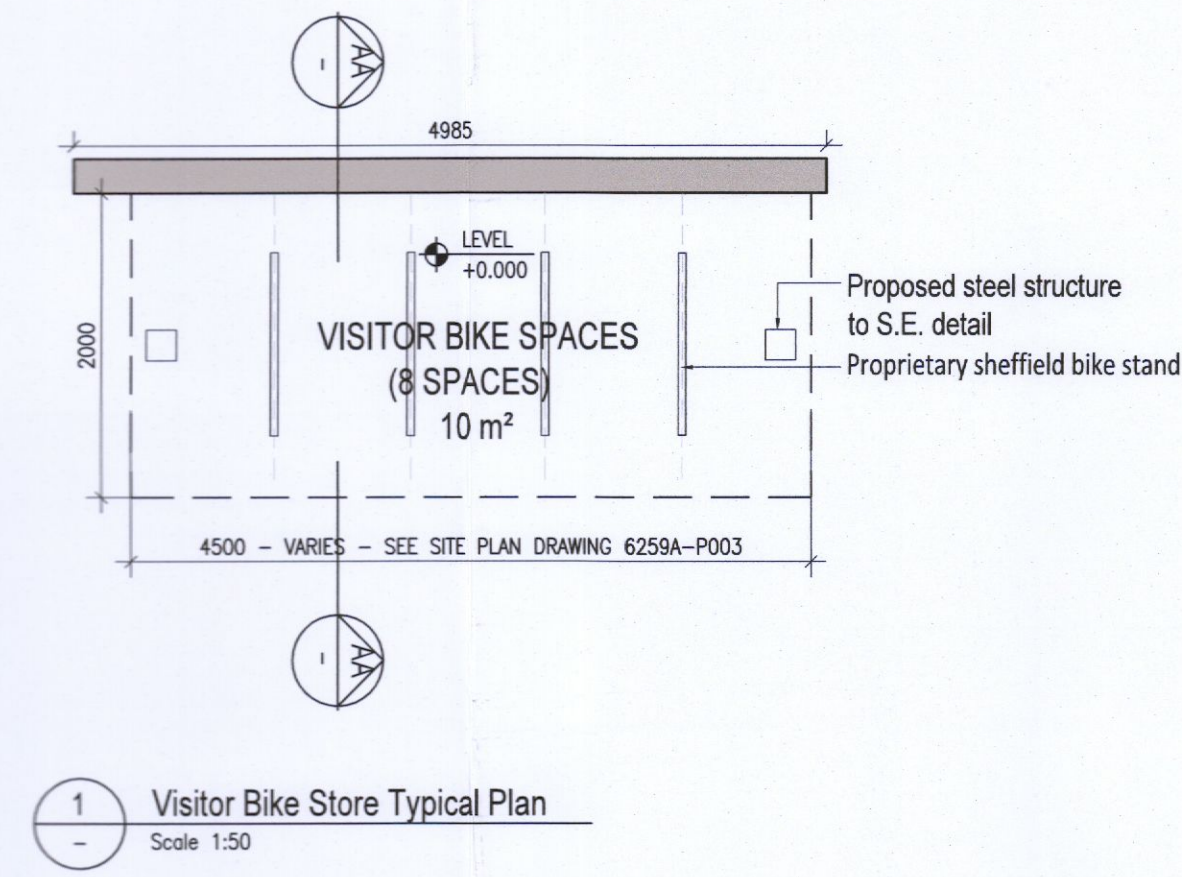 - AA
4985
LEVEL
+0.000
2000
VISITOR BIKE SPACES
(8 SPACES)
10 m²
Proposed steel structure
to S.E. detail
Proprietary sheffield bike stand
4500 - VARIES - SEE SITE PLAN DRAWING 6259A-P003
- AA
1
-
Visitor Bike Store Typical Plan
Scale 1:50